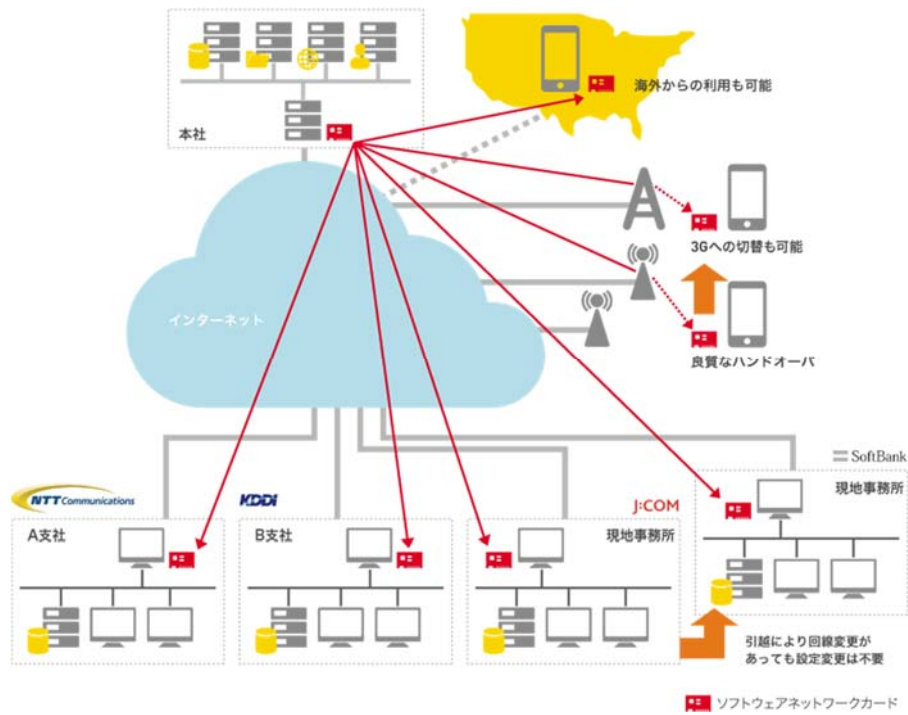 海外からの利用も可能
本社
3Gへの切替も可能
インターネット
良質なハンドオーバ
SoftBank
NTT Communications
KDDI
J:COM
現地事務所
A支社
B支社
現地事務所
引越により回線変更が
あっても設定変更は不要
ソフトウェアネットワークカード